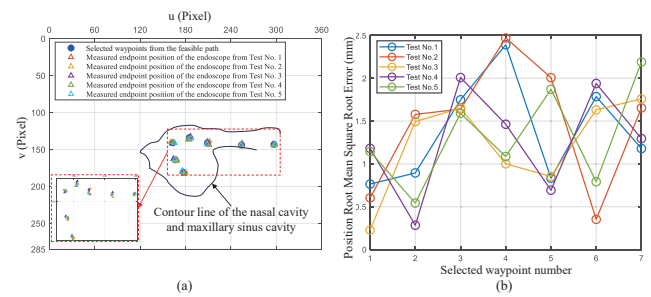 u (Pixel)
0 60 120 180 240 300 360
0
50
100
150
200
250
285
v (Pixel)
Selected waypoints from the feasible path
Measured endpoint position of the endoscope from Test No. 1
Measured endpoint position of the endoscope from Test No. 2
Measured endpoint position of the endoscope from Test No. 3
Measured endpoint position of the endoscope from Test No. 4
Measured endpoint position of the endoscope from Test No. 5
Contour line of the nasal cavity
and maxillary sinus cavity
(a)
Position Root Mean Square Root Error (mm)
2.5
2
1.5
1
0.5
0
Test No.1
Test No.2
Test No.3
Test No.4
Test No.5
1 2 3 4 5 6 7
Selected waypoint number
(b)